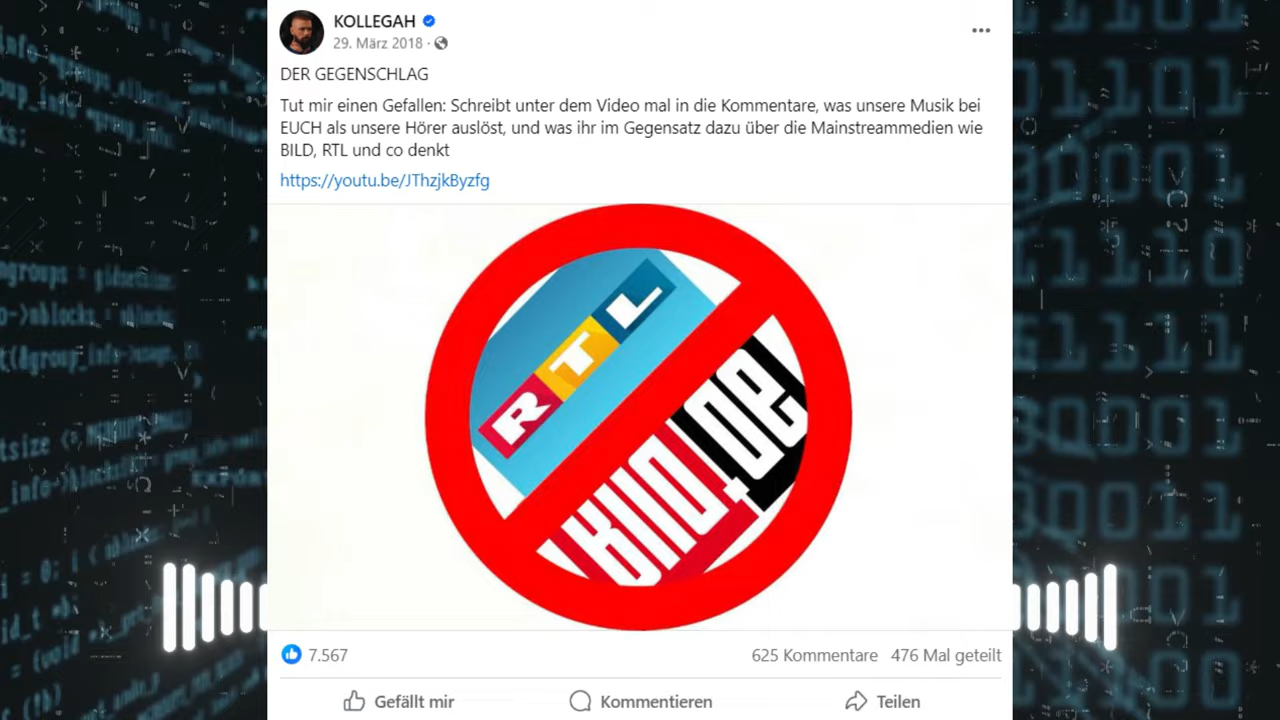 KOLLEGAH
29. März 2018 ·
DER GEGENSCHLAG
Tut mir einen Gefallen: Schreibt unter dem Video mal in die Kommentare, was unsere Musik bei
EUCH als unsere Hörer auslöst, und was ihr im Gegensatz dazu über die Mainstreammedien wie
BILD, RTL und co denkt
https://youtu.be/JThzjkByzfg
RTL
Bild.de
7.567
625 Kommentare 476 Mal geteilt
Gefällt mir
Kommentieren
Teilen